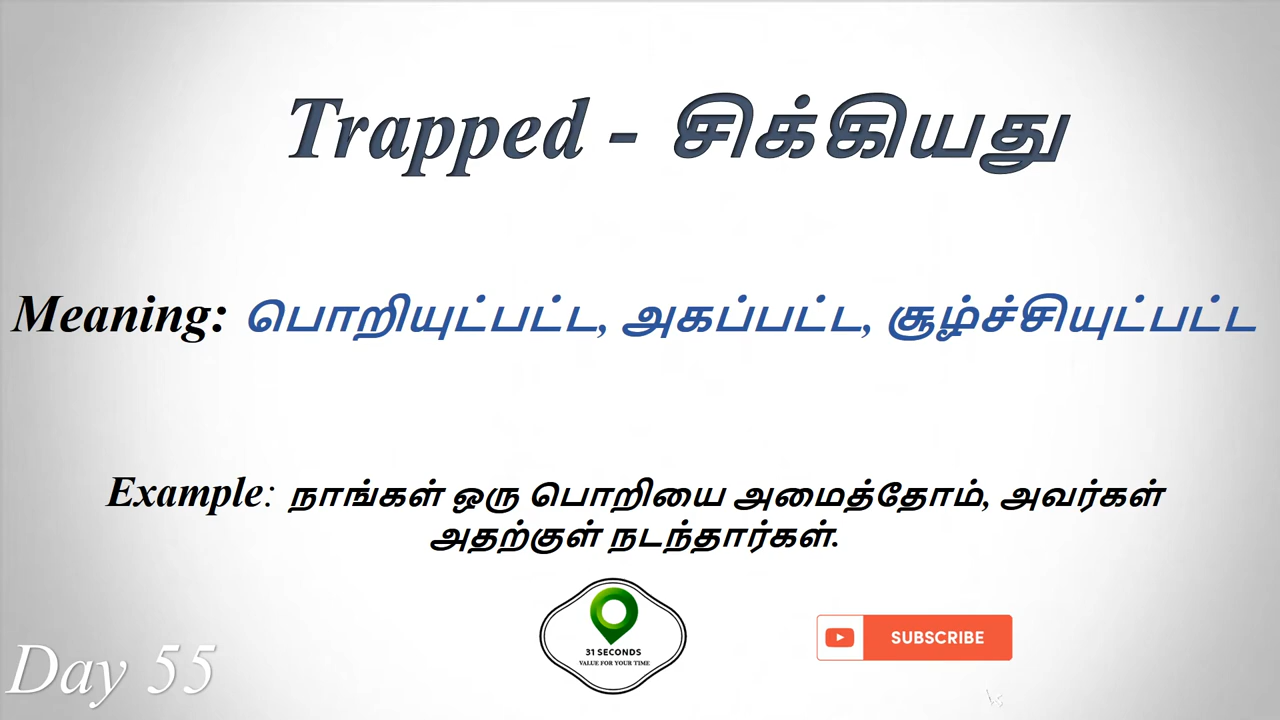 Trapped - சிக்கியது
Meaning: பொறியுட்பட்ட, அகப்பட்ட, சூழ்ச்சியுட்பட்ட
Example: நாங்கள் ஒரு பொறியை அமைத்தோம், அவர்கள்
அதற்குள் நடந்தார்கள்.
31 SECONDS
VALUE FOR YOUR TIME
SUBSCRIBE
Day 55